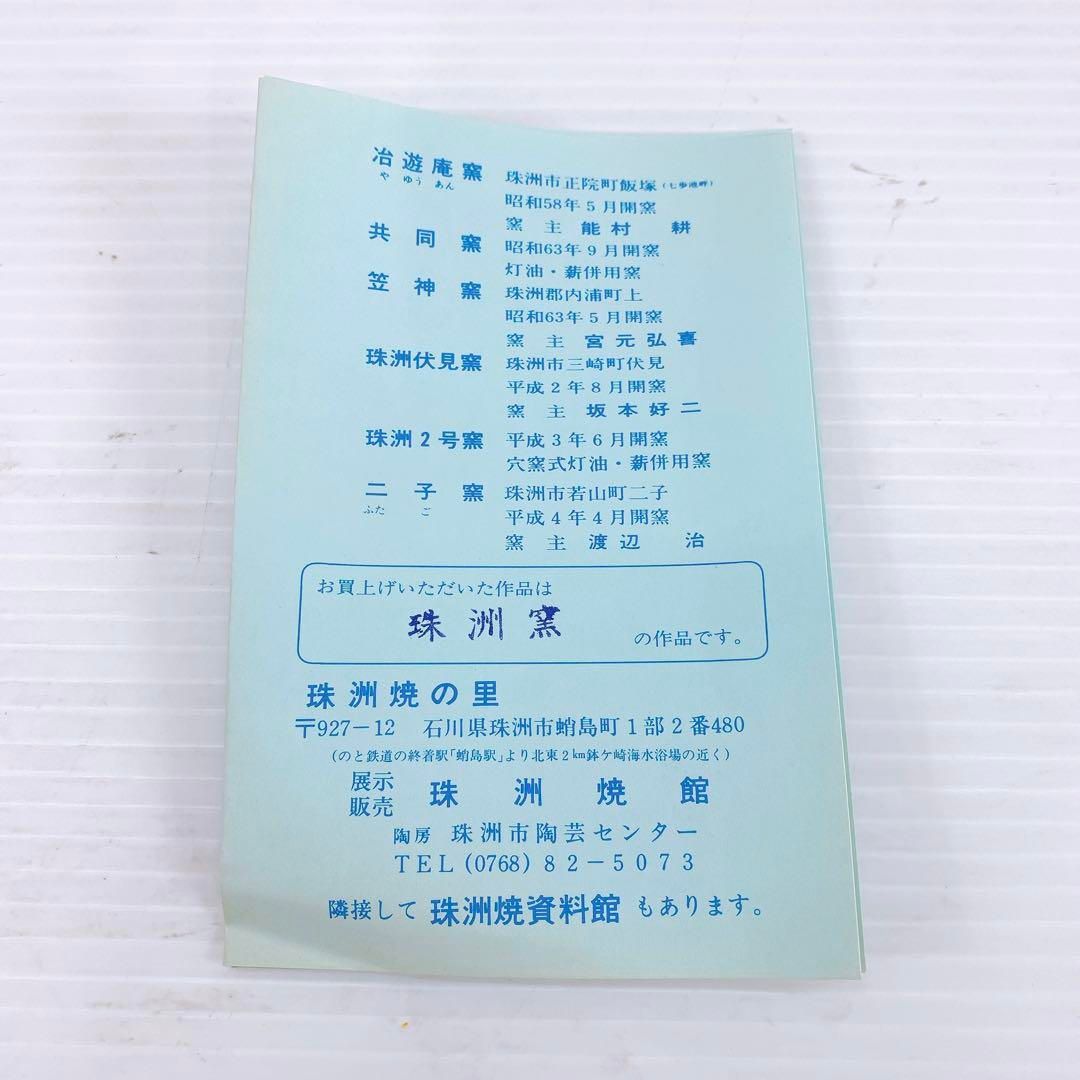 冶遊庵窯 珠洲市正院町飯塚(七歩池畔)
や ゆう あん
昭和58年5月開窯
窯 主 能村 耕
共同窯 昭和63年9月開窯
灯油・薪併用窯
笠神窯 珠洲郡内浦町上
昭和63年5月開窯
窯 主 宮元弘喜
珠洲伏見窯 珠洲市三崎町伏見
平成2年8月開窯
窯 主 坂本好二
珠洲2号窯 平成3年6月開窯
穴窯式灯油・薪併用窯
二子窯 珠洲市若山町二子
ふた ご
平成4年4月開窯
窯 主 渡辺 治
お買上げいただいた作品は
珠洲窯 の作品です。
珠洲焼の里
〒927-12 石川県珠洲市蛸島町1部2番480
(のと鉄道の終着駅「蛸島駅」より北東2㎞鉢ケ崎海水浴場の近く)
展示販売 珠洲焼館
陶房 珠洲市陶芸センター
TEL(0768)82-5073
隣接して 珠洲焼資料館 もあります。